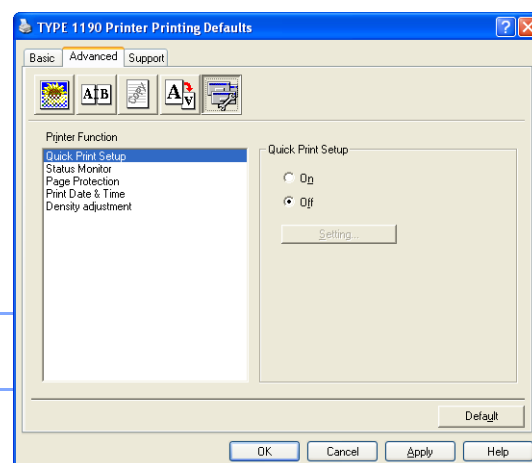 TYPE 1190 Printer Printing Defaults
Basic Advanced Support
A B Copy A V
Printer Function
Quick Print Setup
Status Monitor
Page Protection
Print Date & Time
Density adjustment
Quick Print Setup
On
Off
Setting...
Default
OK Cancel Apply Help